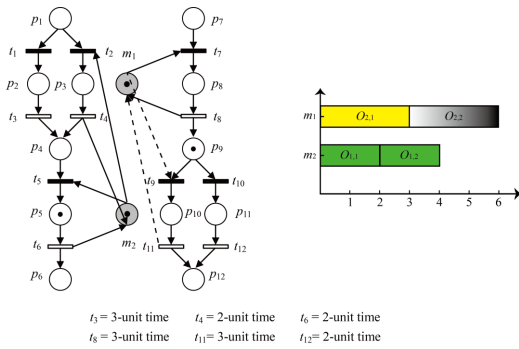 p1
p7
t1
t2
m1
t7
p2
p3
p8
t3
t4
t8
p4
p9
t5
t9
t10
p5
m2
p10
p11
t6
t11
t12
p6
p12
m1
O2,1
O2,2
m2
O1,1
O1,2
1 2 3 4 5 6
t3 = 3-unit time t4 = 2-unit time t6 = 2-unit time
t8 = 3-unit time t11= 3-unit time t12= 2-unit time